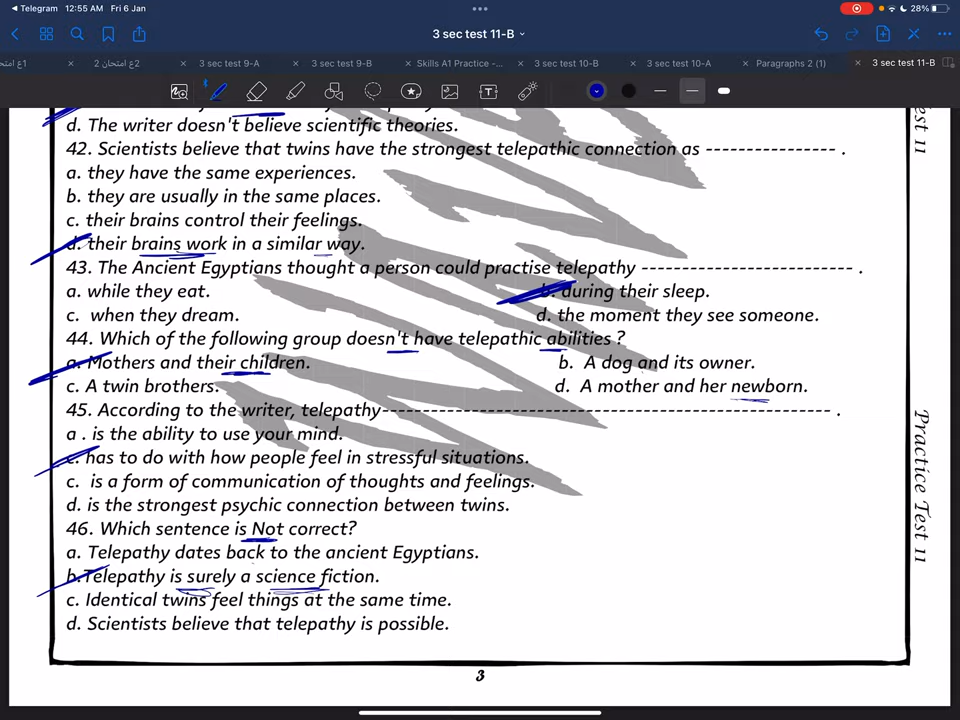 Telegram 12:55 AM Fri 6 Jan 28%
3 sec test 11-B
2ع امتحان 2 3 sec test 9-A 3 sec test 9-B Skills A1 Practice -... 3 sec test 10-B 3 sec test 10-A Paragraphs 2 (1) 3 sec test 11-B
d. The writer doesn't believe scientific theories.
42. Scientists believe that twins have the strongest telepathic connection as ---------------- .
a. they have the same experiences.
b. they are usually in the same places.
c. their brains control their feelings.
d. their brains work in a similar way.
43. The Ancient Egyptians thought a person could practise telepathy -------------------------- .
a. while they eat. b. during their sleep.
c. when they dream. d. the moment they see someone.
44. Which of the following group doesn't have telepathic abilities ?
a. Mothers and their children. b. A dog and its owner.
c. A twin brothers. d. A mother and her newborn.
45. According to the writer, telepathy------------------------------------------------------- .
a . is the ability to use your mind.
c. has to do with how people feel in stressful situations.
c. is a form of communication of thoughts and feelings.
d. is the strongest psychic connection between twins.
46. Which sentence is Not correct?
a. Telepathy dates back to the ancient Egyptians.
b.Telepathy is surely a science fiction.
c. Identical twins feel things at the same time.
d. Scientists believe that telepathy is possible.
3
est 11
Practice Test 11